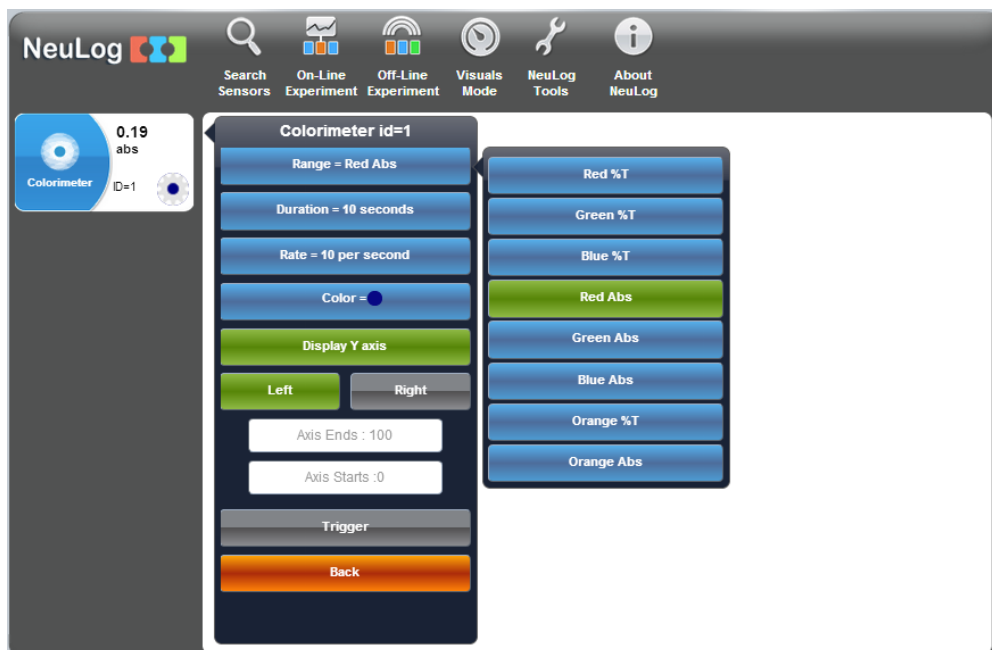 NeuLog
Search
Sensors
On-Line
Experiment
Off-Line
Experiment
Visuals
Mode
NeuLog
Tools
About
NeuLog
0.19
abs
Colorimeter
ID=1
Colorimeter id=1
Range = Red Abs
Duration = 10 seconds
Rate = 10 per second
Color =
Display Y axis
Left
Right
Axis Ends : 100
Axis Starts :0
Trigger
Back
Red %T
Green %T
Blue %T
Red Abs
Green Abs
Blue Abs
Orange %T
Orange Abs